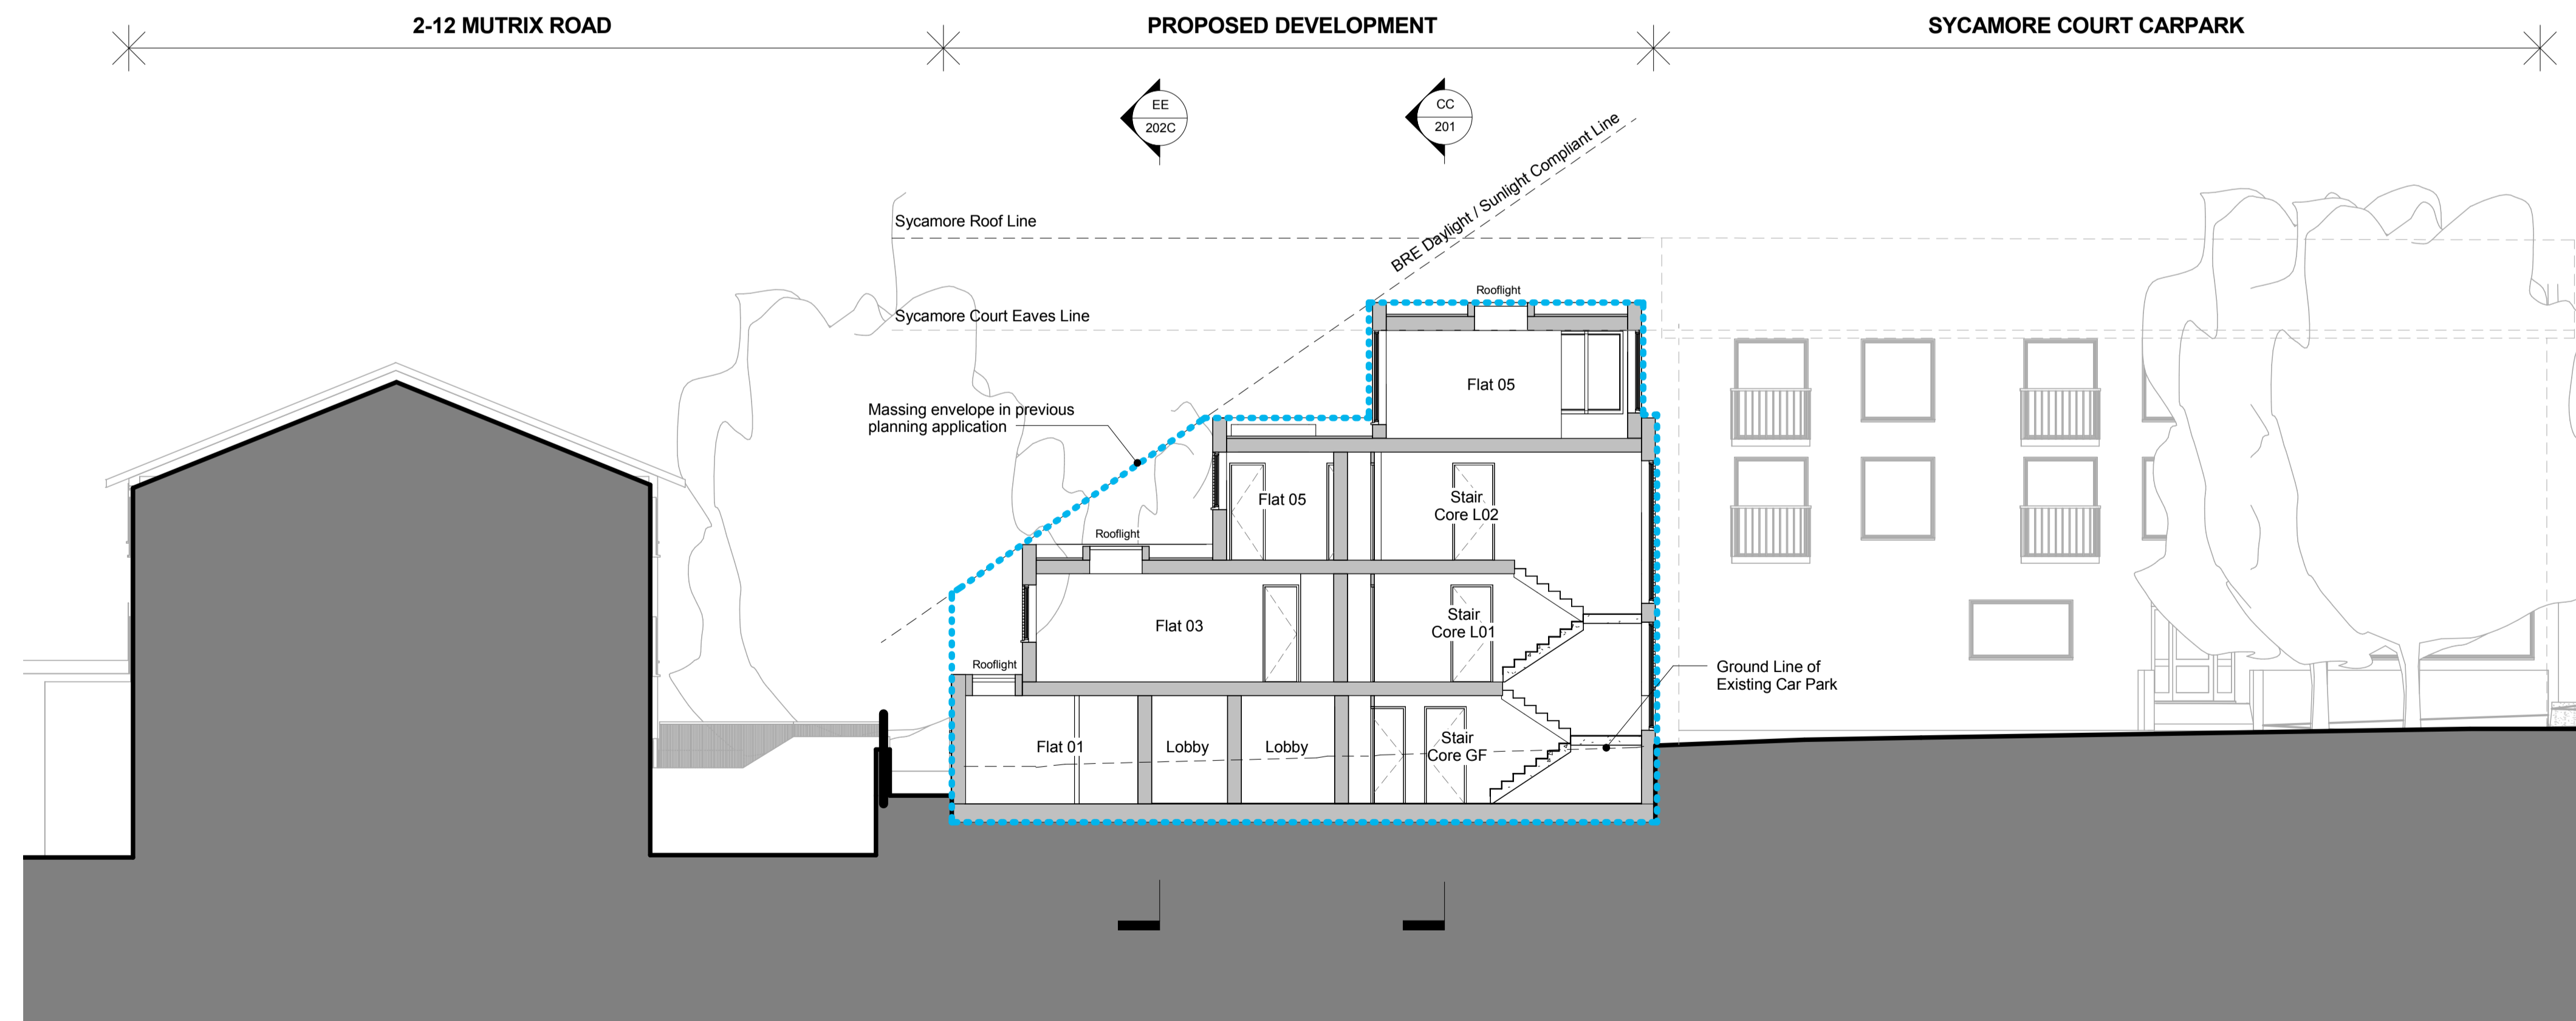 2-12 MUTRIX ROAD
PROPOSED DEVELOPMENT
SYCAMORE COURT CARPARK
EE
202C
CC
201
BRE Daylight / Sunlight Compliant Line
Sycamore Roof Line
Rooflight
Sycamore Court Eaves Line
Flat 05
Massing envelope in previous
planning application
Flat 05
Stair
Core L02
Rooflight
Flat 03
Stair
Core L01
Rooflight
Ground Line of
Existing Car Park
Flat 01
Lobby
Lobby
Stair
Core GF